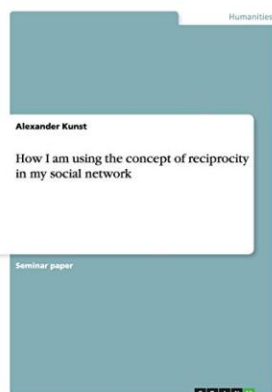 Humanities
Alexander Kunst
How I am using the concept of reciprocity
in my social network
Seminar paper